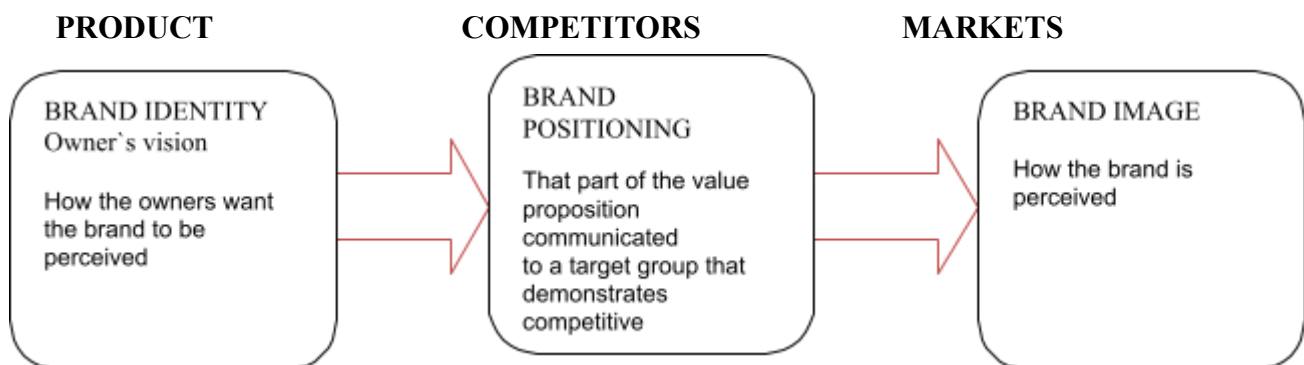 PRODUCT COMPETITORS MARKETS
BRAND IDENTITY
Owner`s vision
How the owners want
the brand to be
perceived
BRAND
POSITIONING
That part of the value
proposition
communicated
to a target group that
demonstrates
competitive
BRAND IMAGE
How the brand is
perceived